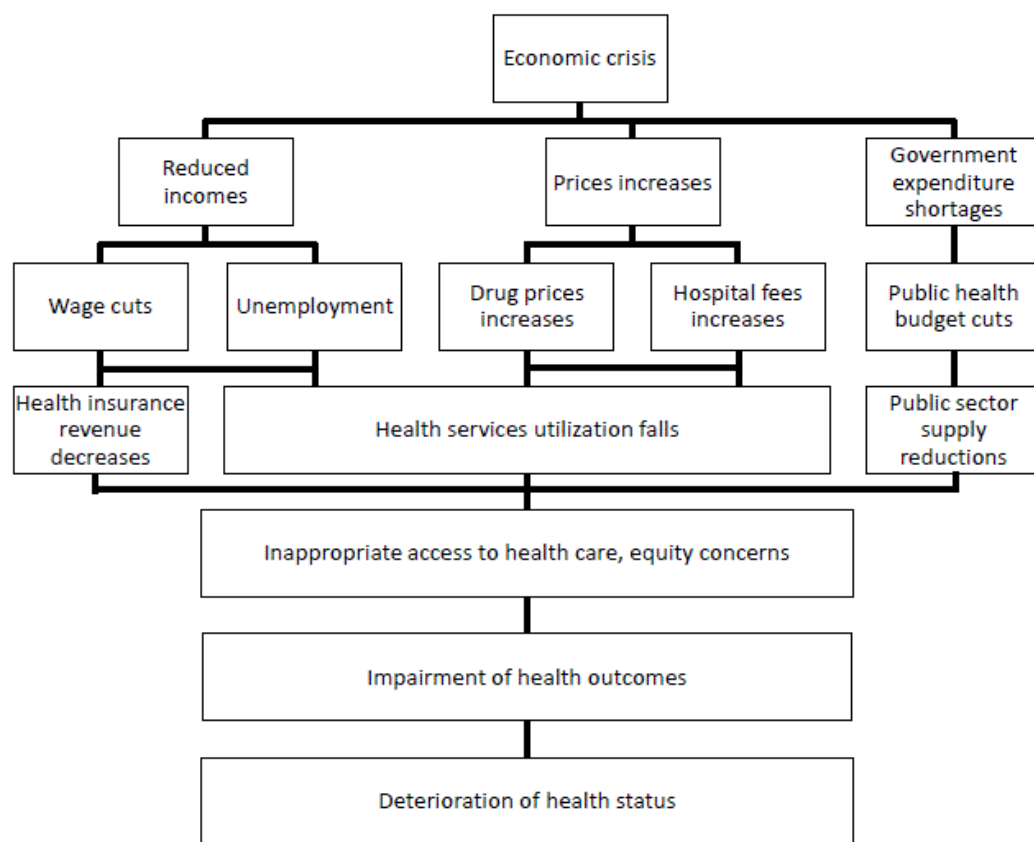 Economic crisis
Reduced
incomes
Prices increases
Government
expenditure
shortages
Wage cuts
Unemployment
Drug prices
increases
Hospital fees
increases
Public health
budget cuts
Health insurance
revenue
decreases
Health services utilization falls
Public sector
supply
reductions
Inappropriate access to health care, equity concerns
Impairment of health outcomes
Deterioration of health status